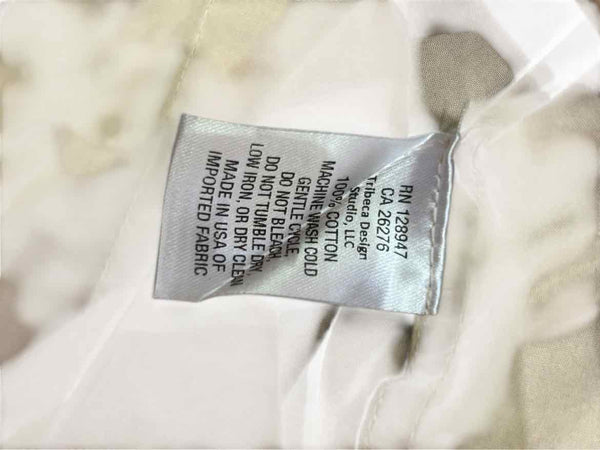 RN 128947
CA 26276
Tribeca Design
Studio, LLC
100% COTTON
MACHINE WASH COLD
GENTLE CYCLE,
DO NOT BLEACH,
DO NOT TUMBLE DRY,
LOW IRON, OR DRY CLEAN
MADE IN USA OF
IMPORTED FABRIC